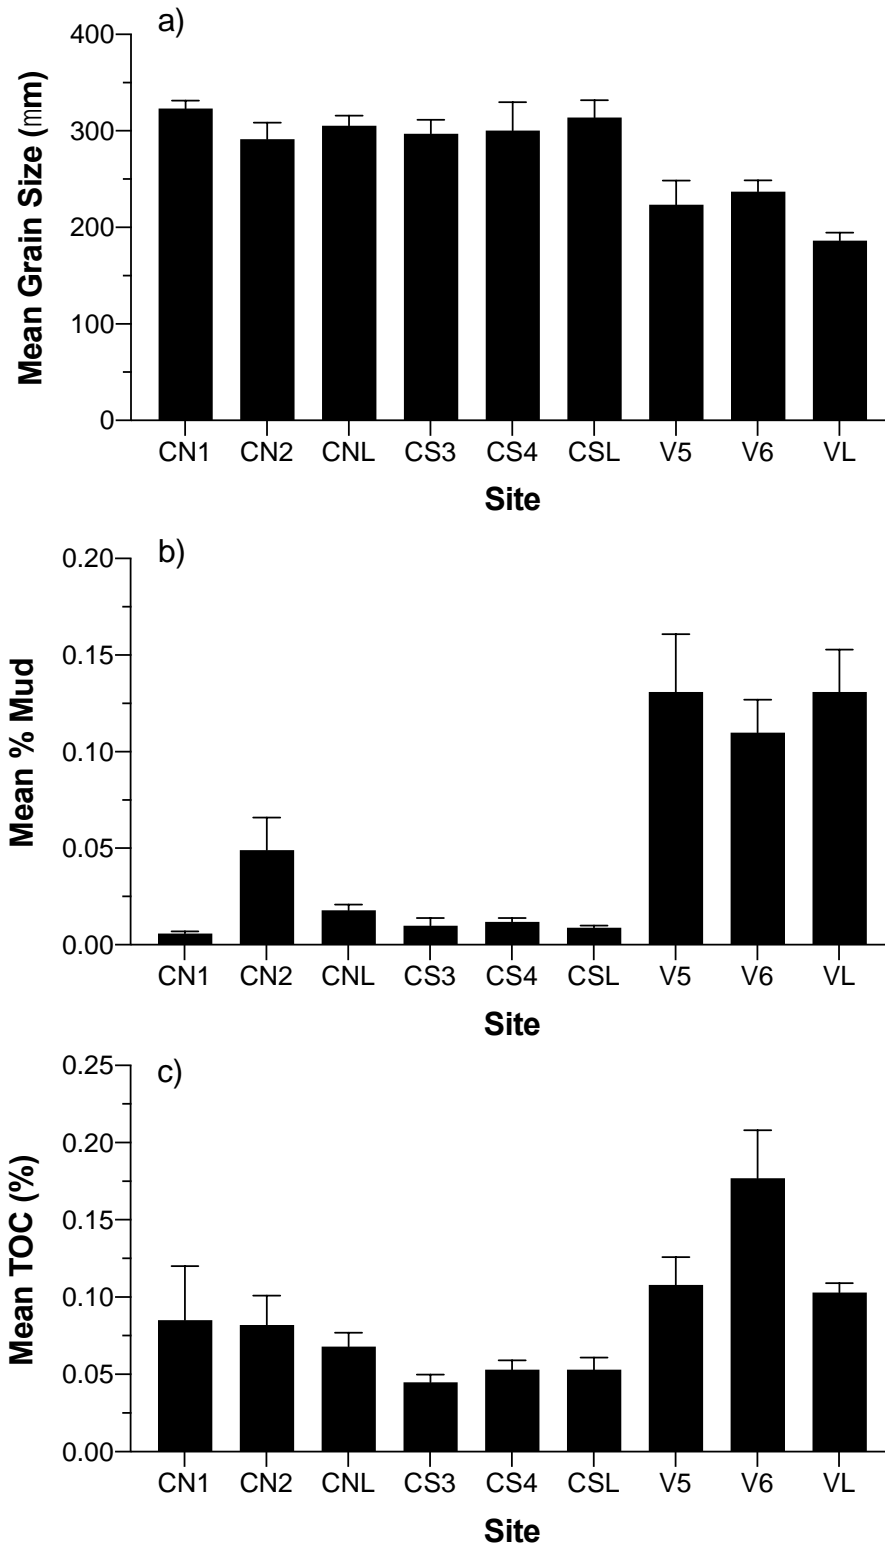 a)
400
300
200
100
0
Mean Grain Size (mm)
CN1 CN2 CNL CS3 CS4 CSL V5 V6 VL
Site
b)
0.20
0.15
0.10
0.05
0.00
Mean % Mud
CN1 CN2 CNL CS3 CS4 CSL V5 V6 VL
Site
c)
0.25
0.20
0.15
0.10
0.05
0.00
Mean TOC (%)
CN1 CN2 CNL CS3 CS4 CSL V5 V6 VL
Site